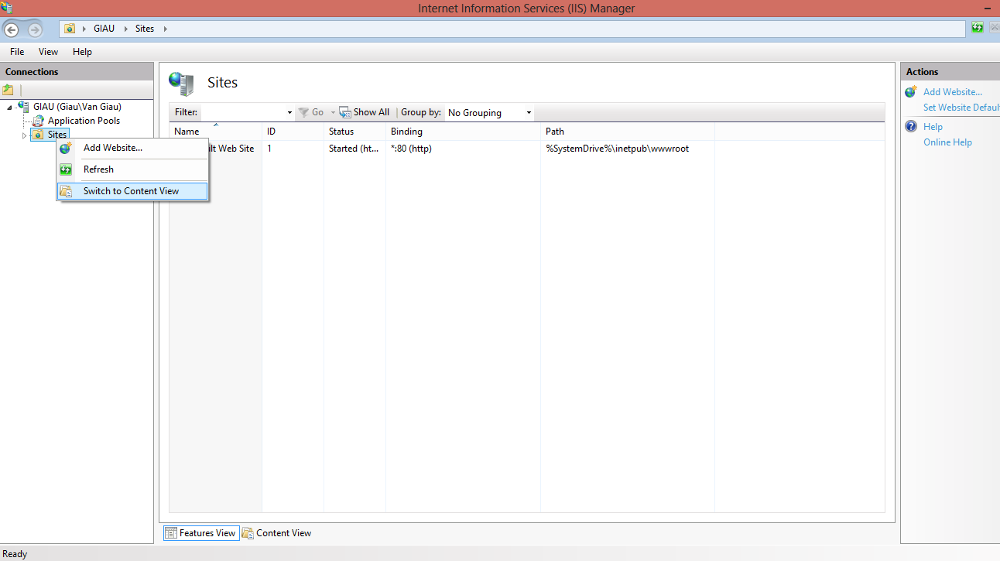 Internet Information Services (IIS) Manager
GIAU Sites
File View Help
Connections
GIAU (Giau\Van Giau)
Application Pools
Sites
Add Website...
Refresh
Switch to Content View
Sites
Filter: Go Show All Group by: No Grouping
Name ID Status Binding Path
Web Site 1 Started (ht... *:80 (http) %SystemDrive%\inetpub\wwwroot
Features View Content View
Actions
Add Website...
Set Website
Help
Online Help
Ready